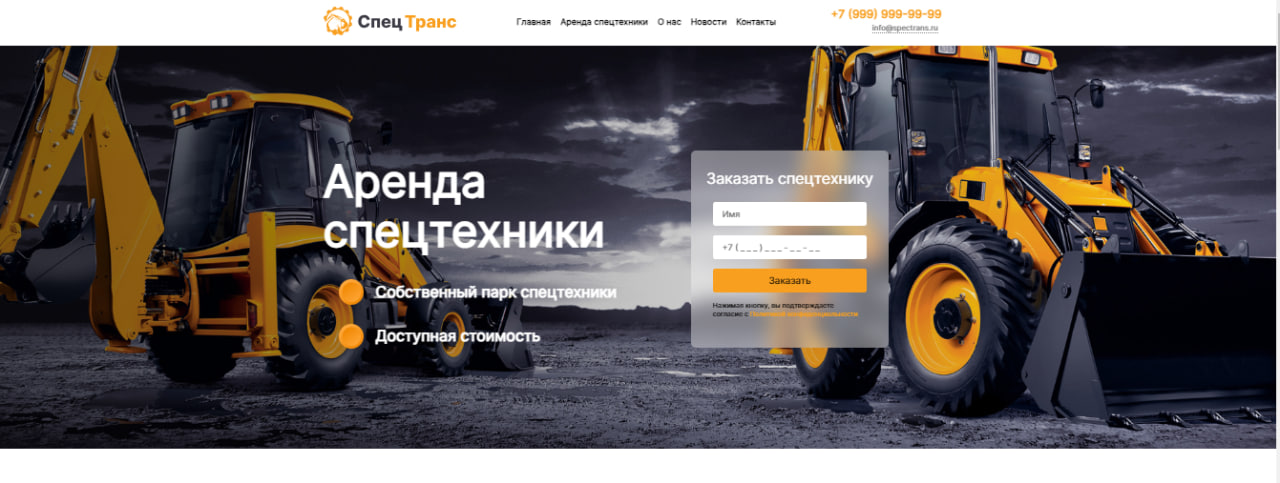 Спец Транс
Главная Аренда спецтехники О нас Новости Контакты
+7 (999) 999-99-99
info@spectrans.ru
Аренда
спецтехники
Собственный парк спецтехники
Доступная стоимость
Заказать спецтехнику
Имя
+7 (___)___-__-__
Заказать
Нажимая кнопку, вы подтверждаете
согласие с Политикой конфиденциальности